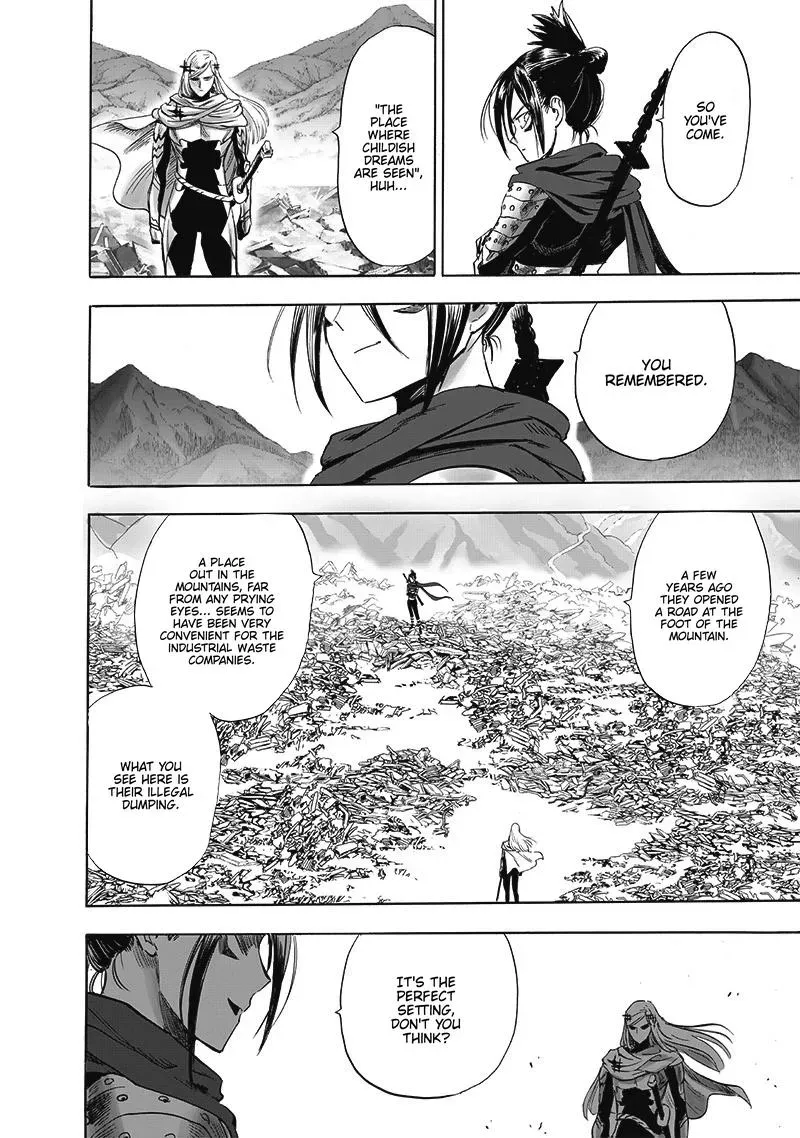 SO
YOU'VE
COME.
"THE
PLACE
WHERE
CHILDISH
DREAMS
ARE SEEN",
HUH...
YOU
REMEMBERED.
A FEW
YEARS AGO
THEY OPENED
A ROAD AT THE
FOOT OF THE
MOUNTAIN.
A PLACE
OUT IN THE
MOUNTAINS, FAR
FROM ANY PRYING
EYES... SEEMS TO
HAVE BEEN VERY
CONVENIENT FOR THE
INDUSTRIAL WASTE
COMPANIES.
WHAT YOU
SEE HERE IS
THEIR ILLEGAL
DUMPING.
IT'S THE
PERFECT
SETTING,
DON'T YOU
THINK?